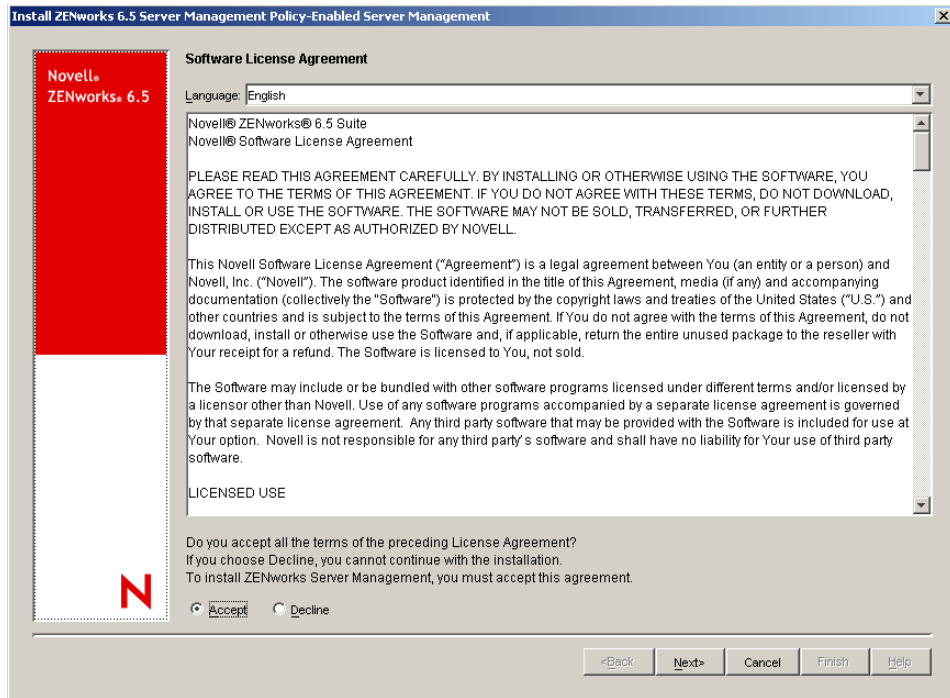 Install ZENworks 6.5 Server Management Policy-Enabled Server Management
Novell®
ZENworks® 6.5
Software License Agreement
Language: English
Novell® ZENworks® 6.5 Suite
Novell® Software License Agreement
PLEASE READ THIS AGREEMENT CAREFULLY. BY INSTALLING OR OTHERWISE USING THE SOFTWARE, YOU
AGREE TO THE TERMS OF THIS AGREEMENT. IF YOU DO NOT AGREE WITH THESE TERMS, DO NOT DOWNLOAD,
INSTALL OR USE THE SOFTWARE. THE SOFTWARE MAY NOT BE SOLD, TRANSFERRED, OR FURTHER
DISTRIBUTED EXCEPT AS AUTHORIZED BY NOVELL.
This Novell Software License Agreement (“Agreement”) is a legal agreement between You (an entity or a person) and
Novell, Inc. (“Novell”). The software product identified in the title of this Agreement, media (if any) and accompanying
documentation (collectively the "Software") is protected by the copyright laws and treaties of the United States (“U.S.”) and
other countries and is subject to the terms of this Agreement. If You do not agree with the terms of this Agreement, do not
download, install or otherwise use the Software and, if applicable, return the entire unused package to the reseller with
Your receipt for a refund. The Software is licensed to You, not sold.
The Software may include or be bundled with other software programs licensed under different terms and/or licensed by
a licensor other than Novell. Use of any software programs accompanied by a separate license agreement is governed
by that separate license agreement. Any third party software that may be provided with the Software is included for use at
Your option. Novell is not responsible for any third party's software and shall have no liability for Your use of third party
software.
LICENSED USE
Do you accept all the terms of the preceding License Agreement?
If you choose Decline, you cannot continue with the installation.
To install ZENworks Server Management, you must accept this agreement.
Accept Decline
N
<Back Next> Cancel Finish Help